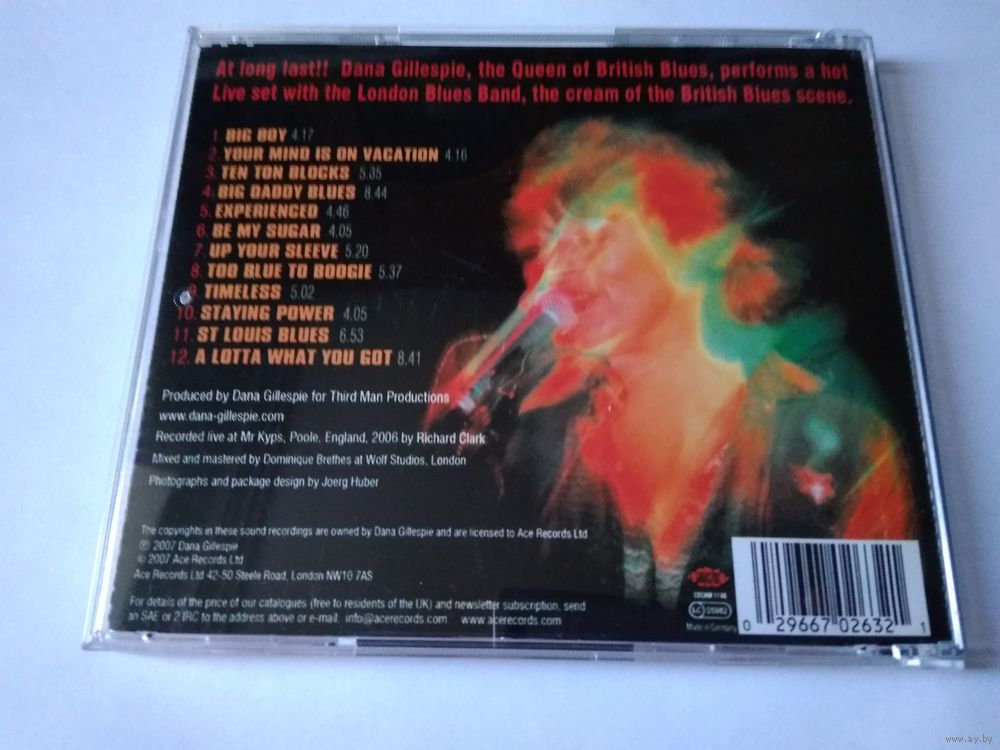 At long last!! Dana Gillespie, the Queen of British Blues, performs a hot
Live set with the London Blues Band, the cream of the British Blues scene.
1. BIG BOY 4.17
2. YOUR MIND IS ON VACATION 4.16
3. TEN TON BLOCKS 5.35
4. BIG DADDY BLUES 8.44
5. EXPERIENCED 4.46
6. BE MY SUGAR 4.05
7. UP YOUR SLEEVE 5.20
8. TOO BLUE TO BOOGIE 5.37
9. TIMELESS 5.02
10. STAYING POWER 4.05
11. ST LOUIS BLUES 6.53
12. A LOTTA WHAT YOU GOT 8.41
Produced by Dana Gillespie for Third Man Productions
www.dana-gillespie.com
Recorded live at Mr Kyps, Poole, England, 2006 by Richard Clark
Mixed and mastered by Dominique Brethes at Wolf Studios, London
Photographs and package design by Joerg Huber
The copyrights in these sound recordings are owned by Dana Gillespie and are licensed to Ace Records Ltd
℗ 2007 Dana Gillespie
© 2007 Ace Records Ltd
Ace Records Ltd 42-50 Steele Road, London NW10 7AS
For details of the price of our catalogues (free to residents of the UK) and newsletter subscription, send
an SAE or 2 IRC to the address above or e-mail: info@acerecords.com www.acerecords.com
LC 05982
Made in Germany
0 29667 02632 1
www.ay.by